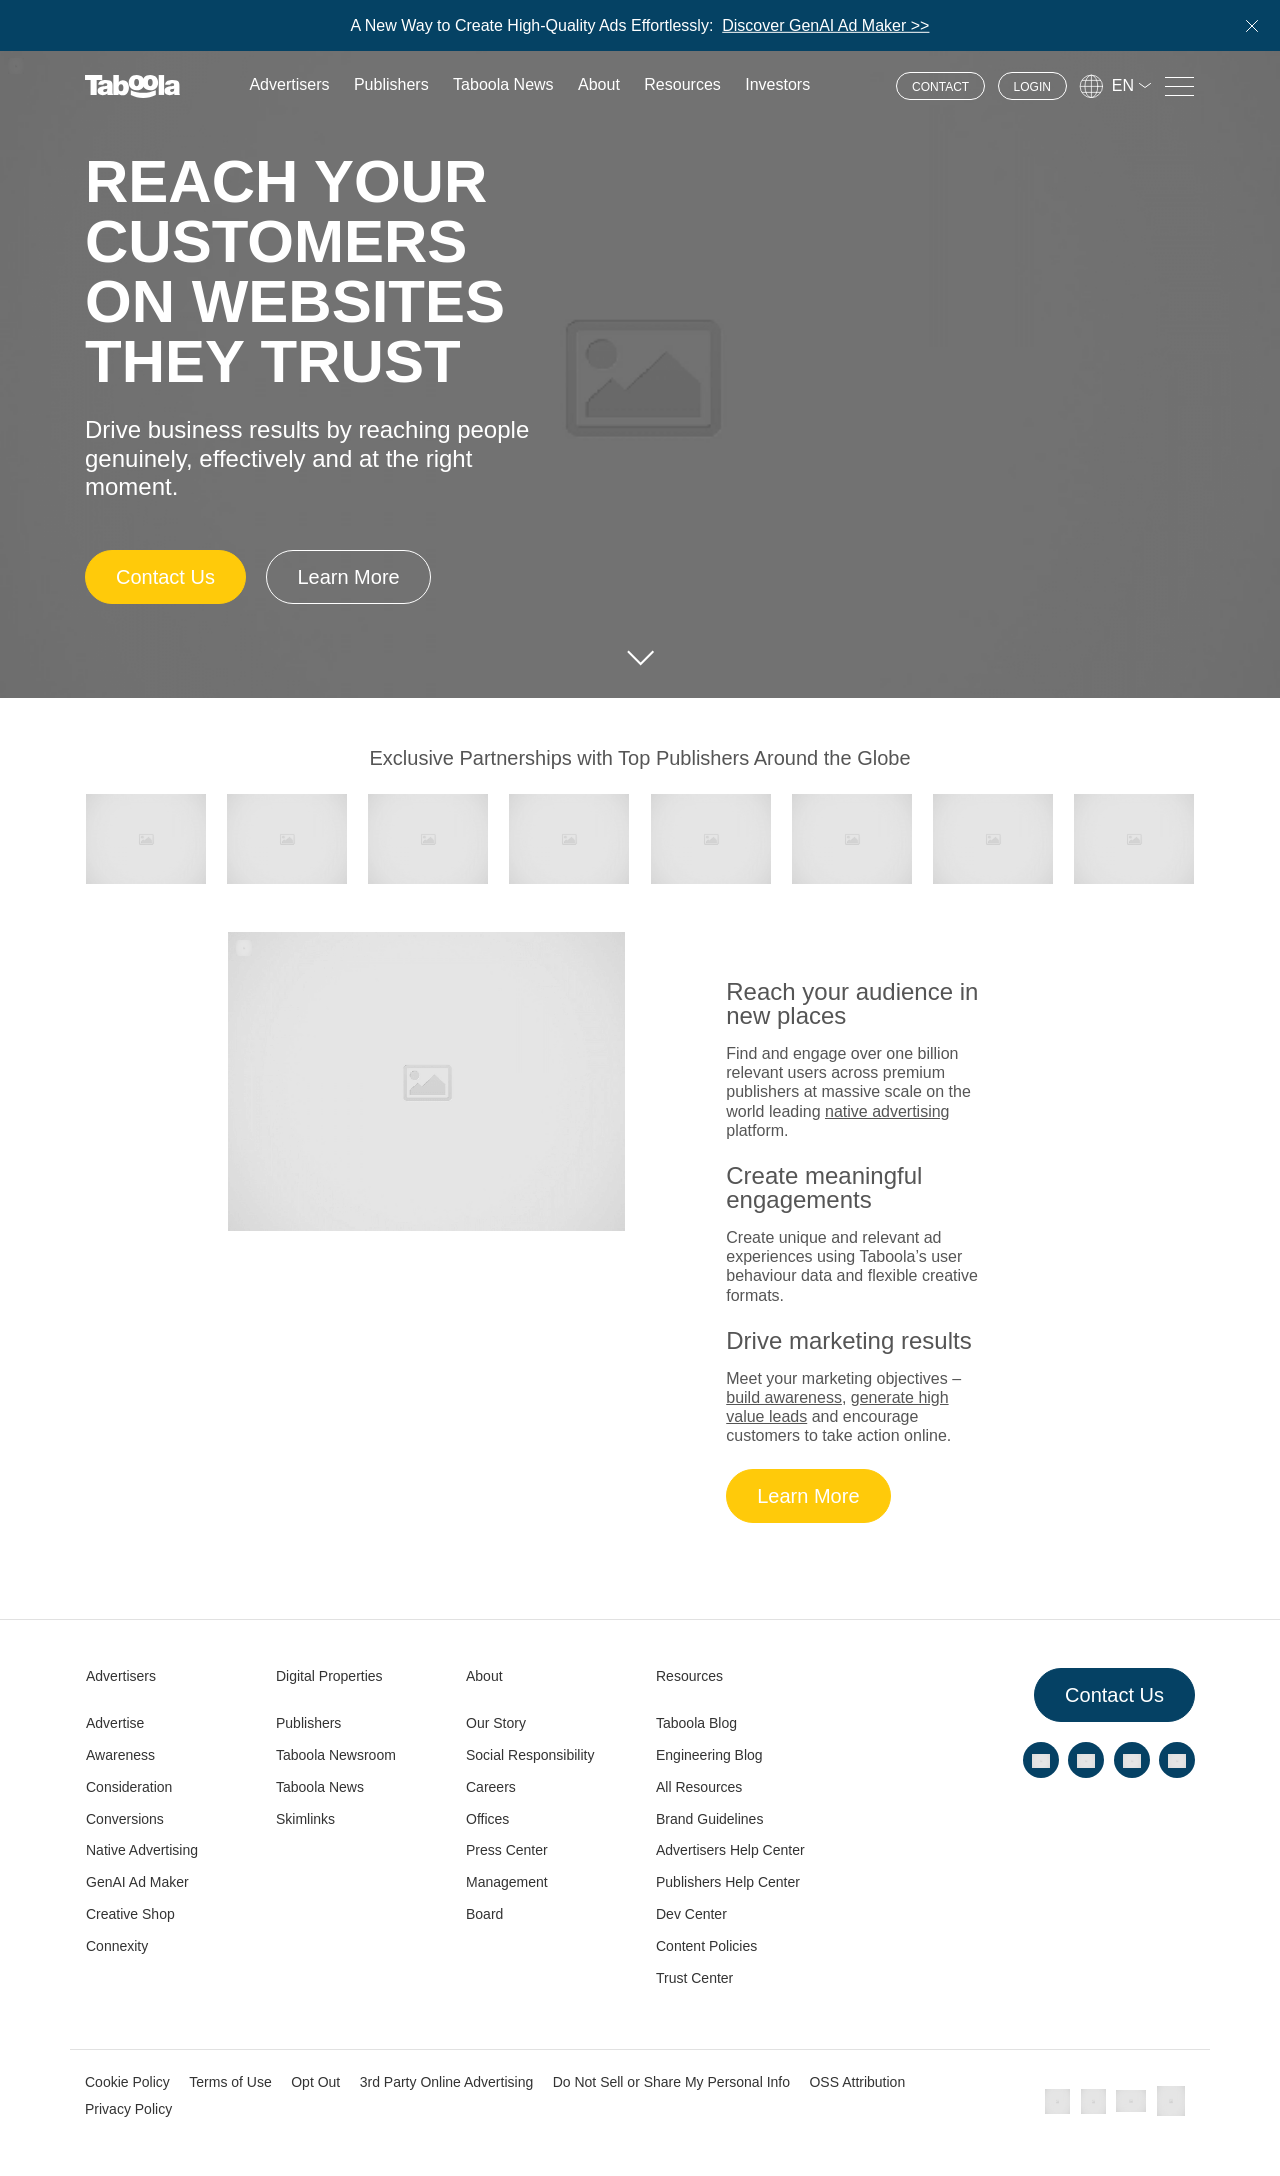 A New Way to Create High-Quality Ads Effortlessly: Discover GenAI Ad Maker >>
Taboola
Advertisers Publishers Taboola News About Resources Investors
CONTACT LOGIN EN
REACH YOUR
CUSTOMERS
ON WEBSITES
THEY TRUST
Drive business results by reaching people
genuinely, effectively and at the right
moment.
Contact Us Learn More
Exclusive Partnerships with Top Publishers Around the Globe
Reach your audience in
new places
Find and engage over one billion
relevant users across premium
publishers at massive scale on the
world leading native advertising
platform.
Create meaningful
engagements
Create unique and relevant ad
experiences using Taboola’s user
behaviour data and flexible creative
formats.
Drive marketing results
Meet your marketing objectives –
build awareness, generate high
value leads and encourage
customers to take action online.
Learn More
Advertisers
Advertise
Awareness
Consideration
Conversions
Native Advertising
GenAI Ad Maker
Creative Shop
Connexity
Digital Properties
Publishers
Taboola Newsroom
Taboola News
Skimlinks
About
Our Story
Social Responsibility
Careers
Offices
Press Center
Management
Board
Resources
Taboola Blog
Engineering Blog
All Resources
Brand Guidelines
Advertisers Help Center
Publishers Help Center
Dev Center
Content Policies
Trust Center
Contact Us
Cookie Policy Terms of Use Opt Out 3rd Party Online Advertising Do Not Sell or Share My Personal Info OSS Attribution
Privacy Policy